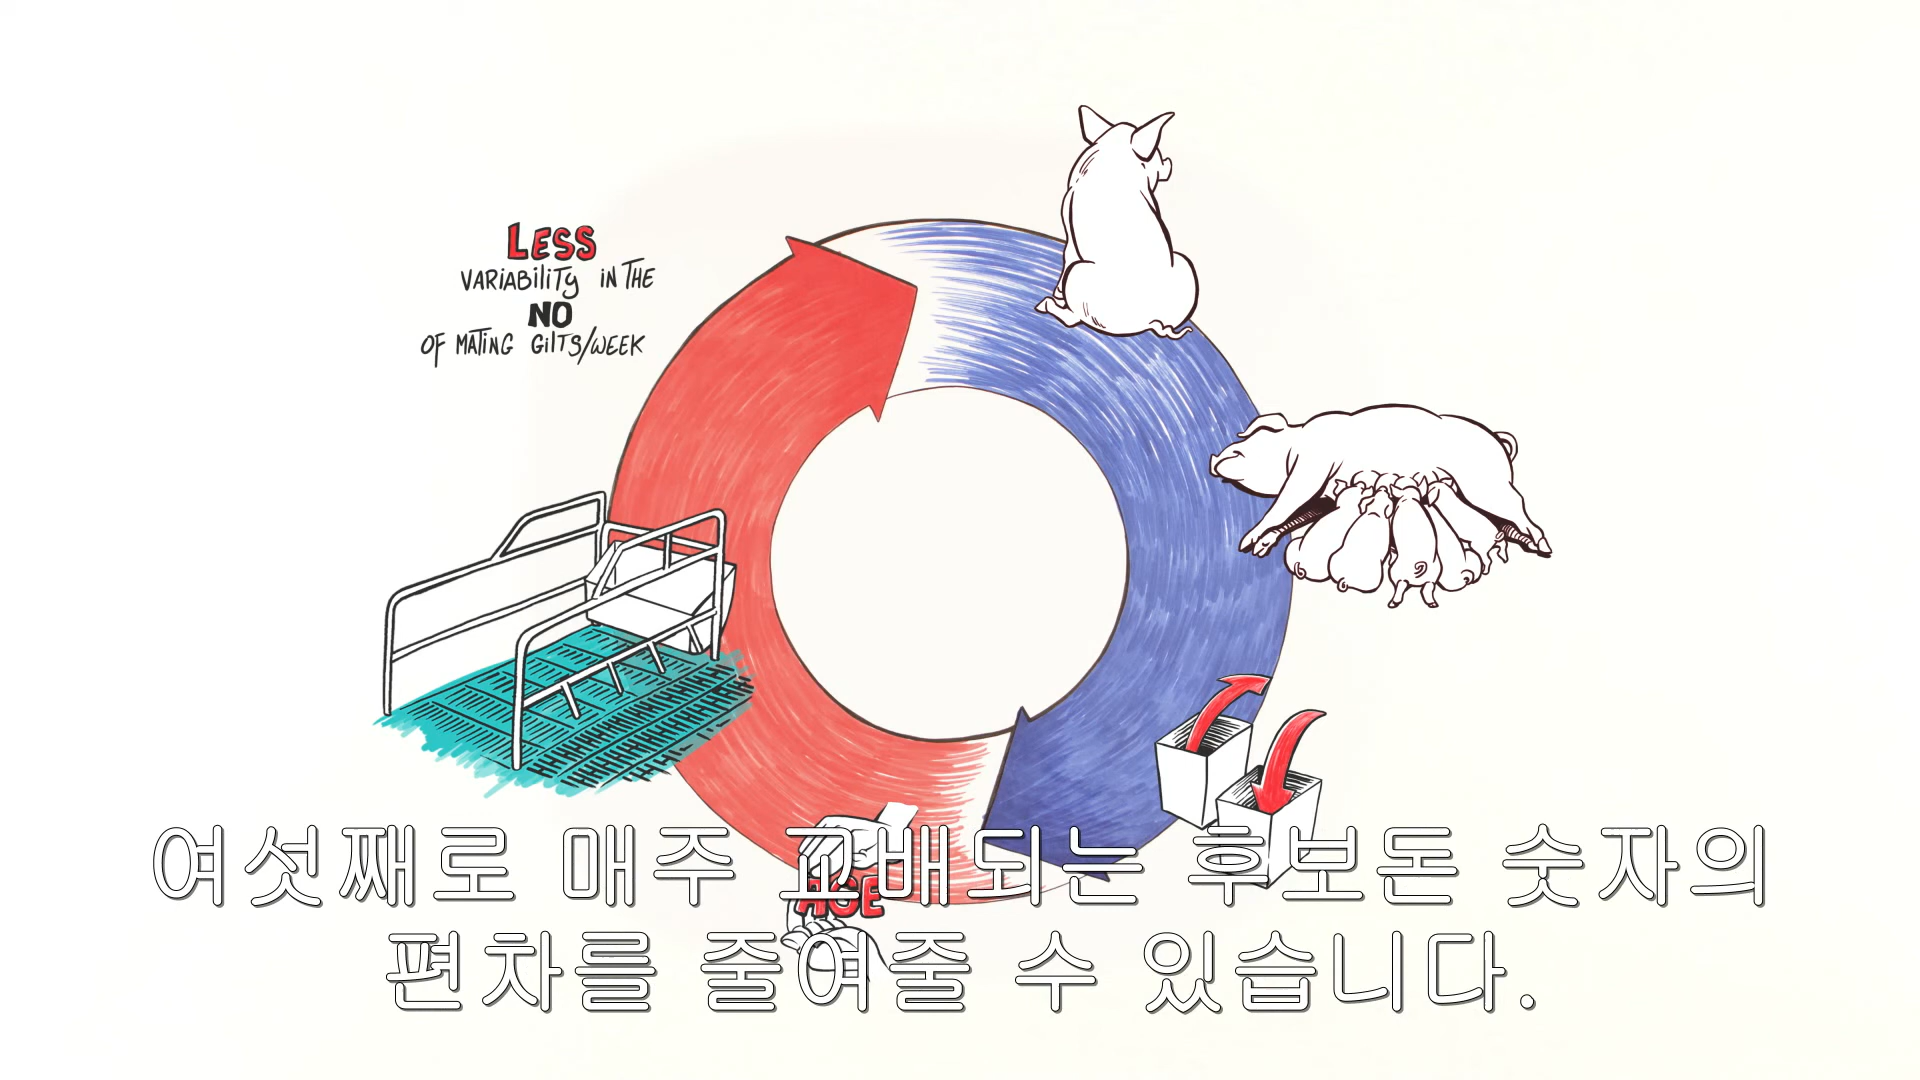 LESS
VARIABILITY IN THE
NO
OF MATING GILTS/WEEK
AGE
여섯째로 매주 교배되는 후보돈 숫자의
편차를 줄여줄 수 있습니다.